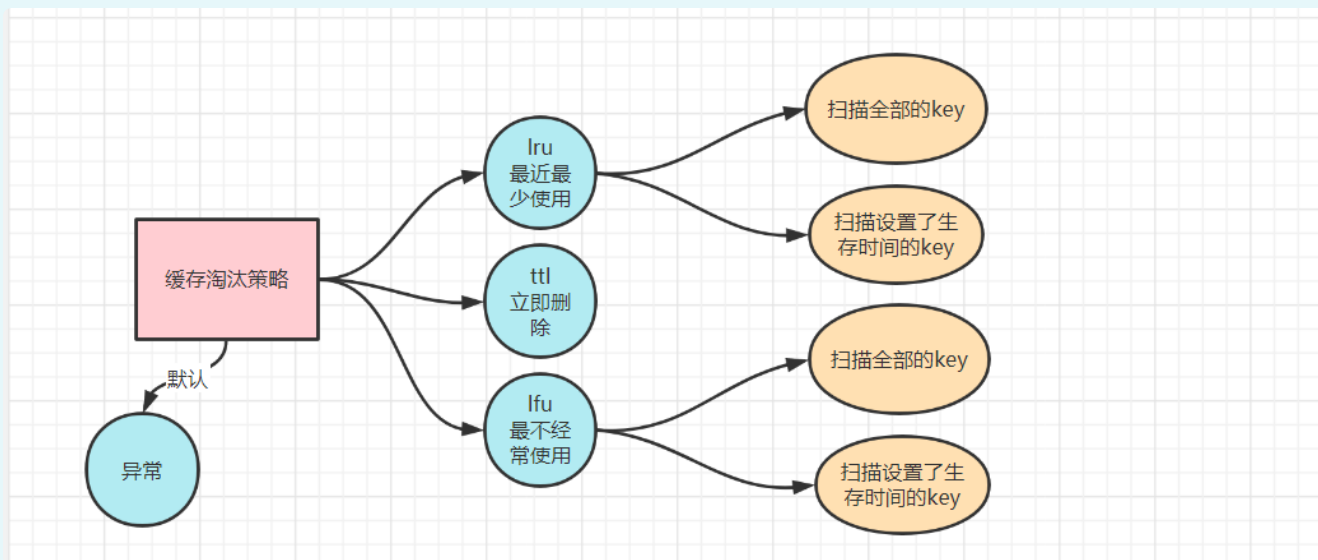 扫描全部的key
lru
最近最
少使用
扫描设置了生
存时间的key
缓存淘汰策略
ttl
立即删
除
扫描全部的key
默认
lfu
最不经
常使用
异常
扫描设置了生
存时间的key